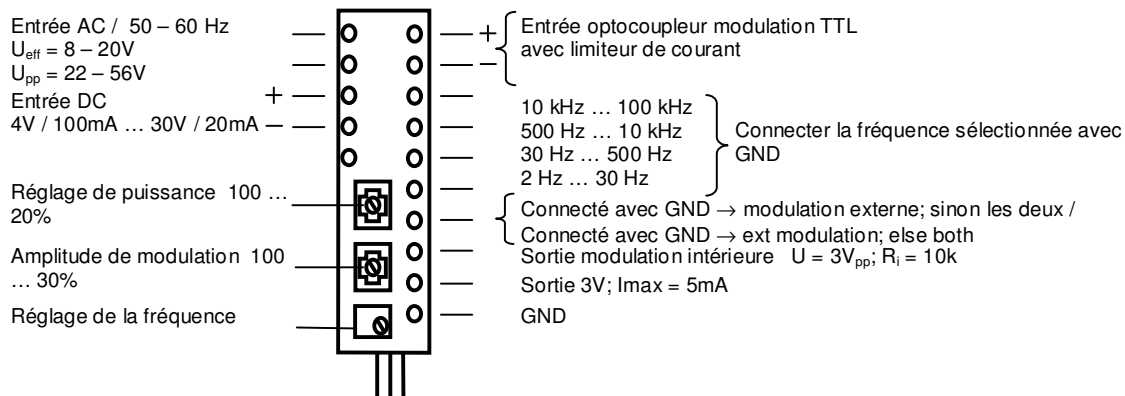 Entrée AC / 50 – 60 Hz
Ueff = 8 – 20V
Upp = 22 – 56V
Entrée DC +
4V / 100mA … 30V / 20mA –
Réglage de puissance 100 …
20%
Amplitude de modulation 100
… 30%
Réglage de la fréquence
+ Entrée optocoupleur modulation TTL
– avec limiteur de courant
10 kHz … 100 kHz
500 Hz … 10 kHz
30 Hz … 500 Hz
2 Hz … 30 Hz
Connecter la fréquence sélectionnée avec
GND
Connecté avec GND → modulation externe; sinon les deux /
Connecté avec GND → ext modulation; else both
Sortie modulation intérieure U = 3Vpp; Ri = 10k
Sortie 3V; Imax = 5mA
GND